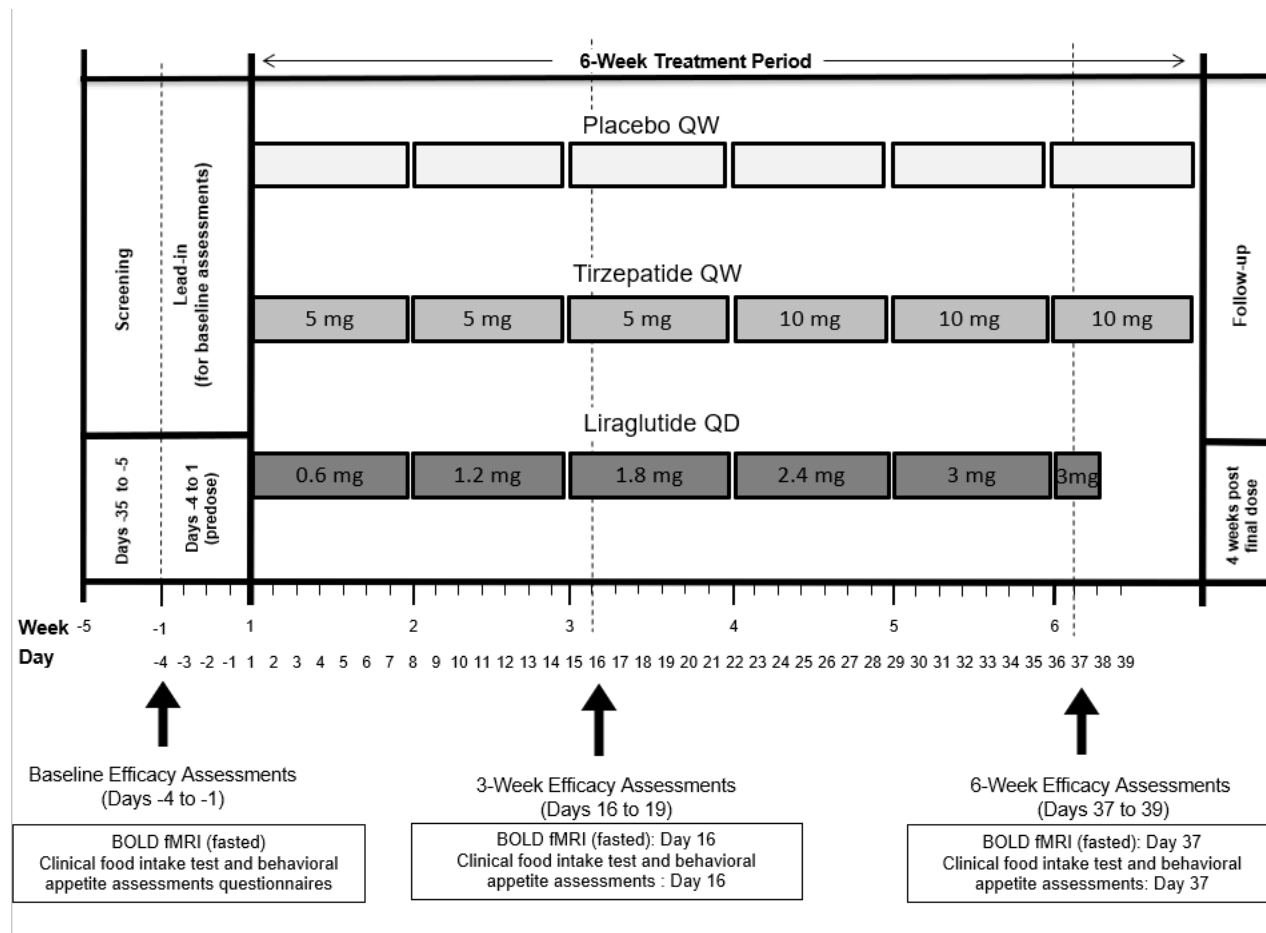 6-Week Treatment Period
Placebo QW
Screening
Lead-in
(for baseline assessments)
Tirzepatide QW
5 mg
5 mg
5 mg
10 mg
10 mg
10 mg
Follow-up
Liraglutide QD
0.6 mg
1.2 mg
1.8 mg
2.4 mg
3 mg
3mg
Days -35 to -5
Days -4 to 1
(predose)
4 weeks post
final dose
Week -5 -1 1 2 3 4 5 6
Day -4 -3 -2 -1 1 2 3 4 5 6 7 8 9 10 11 12 13 14 15 16 17 18 19 20 21 22 23 24 25 26 27 28 29 30 31 32 33 34 35 36 37 38 39
Baseline Efficacy Assessments
(Days -4 to -1)
BOLD fMRI (fasted)
Clinical food intake test and behavioral
appetite assessments questionnaires
3-Week Efficacy Assessments
(Days 16 to 19)
BOLD fMRI (fasted): Day 16
Clinical food intake test and behavioral
appetite assessments : Day 16
6-Week Efficacy Assessments
(Days 37 to 39)
BOLD fMRI (fasted): Day 37
Clinical food intake test and behavioral
appetite assessments: Day 37